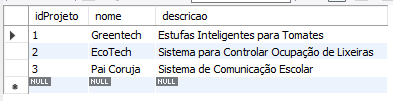 idProjeto nome descricao
1 Greentech Estufas Inteligentes para Tomates
2 EcoTech Sistema para Controlar Ocupação de Lixeiras
3 Pai Coruja Sistema de Comunicação Escolar
NULL NULL NULL